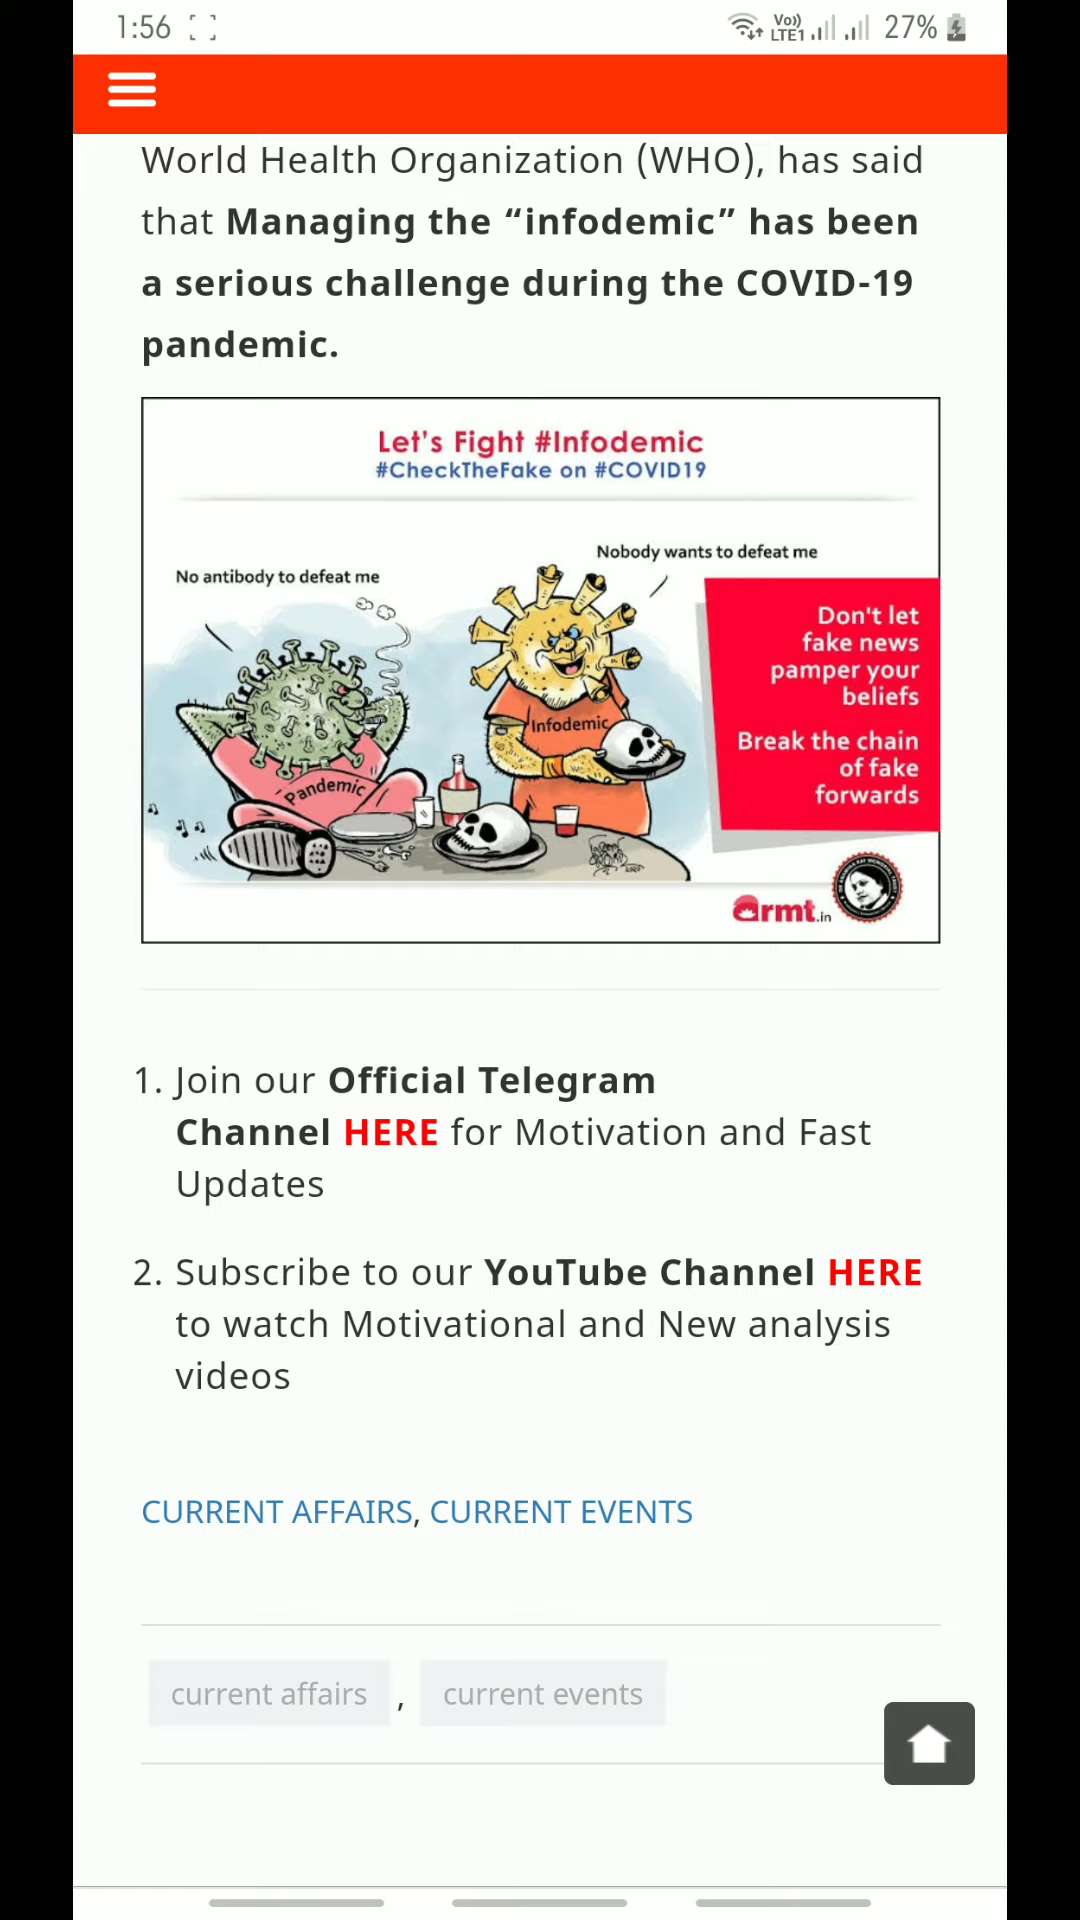 1:56
Vo)) LTE1 27%
World Health Organization (WHO), has said
that Managing the “infodemic” has been
a serious challenge during the COVID-19
pandemic.
Let's Fight #Infodemic
#CheckTheFake on #COVID19
Nobody wants to defeat me
No antibody to defeat me
Don't let
fake news
pamper your
beliefs
Infodemic
Break the chain
of fake
forwards
Pandemic
armt.in
1. Join our Official Telegram
Channel HERE for Motivation and Fast
Updates
2. Subscribe to our YouTube Channel HERE
to watch Motivational and New analysis
videos
CURRENT AFFAIRS, CURRENT EVENTS
current affairs , current events